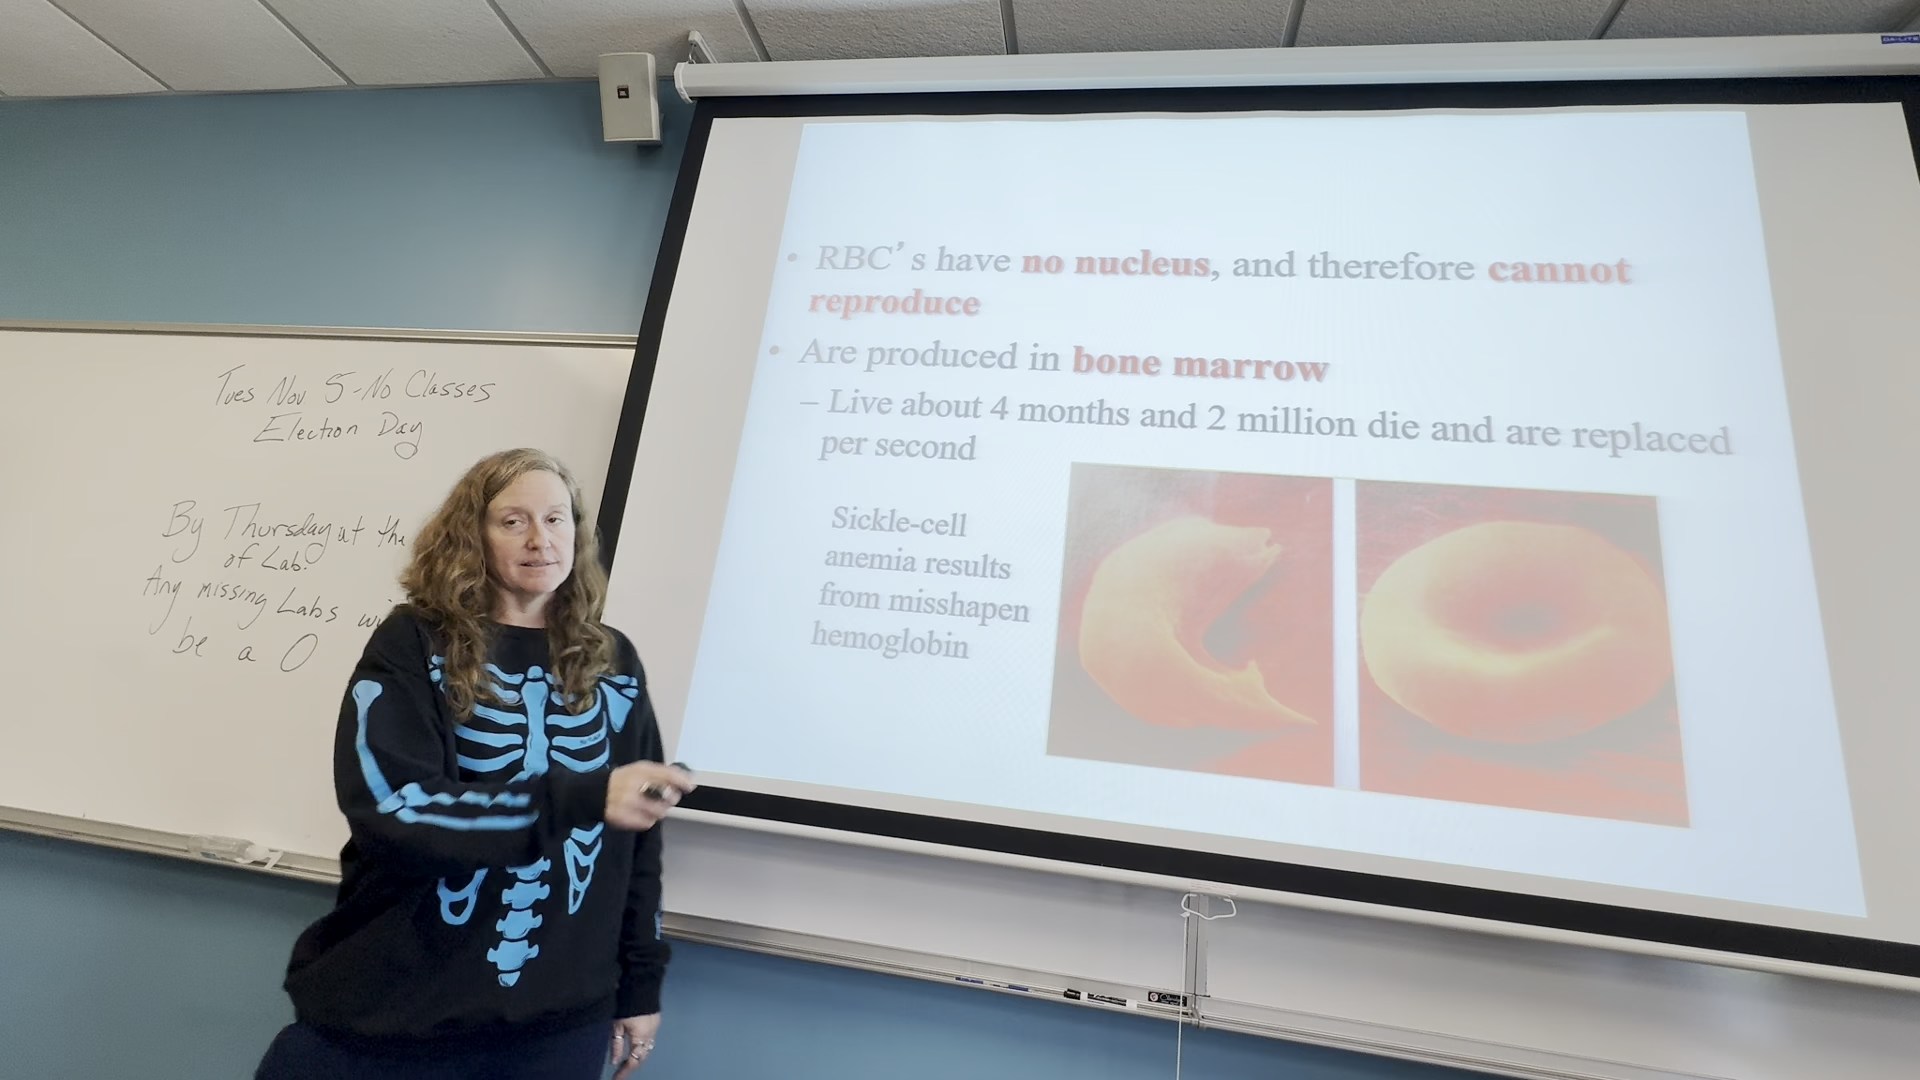 Tues Nov 5-No Classes
Election Day
By Thursday at the
of Lab.
Any missing Labs
be a 0
• RBC's have no nucleus, and therefore cannot
reproduce
• Are produced in bone marrow
– Live about 4 months and 2 million die and are replaced
per second
Sickle-cell
anemia results
from misshapen
hemoglobin